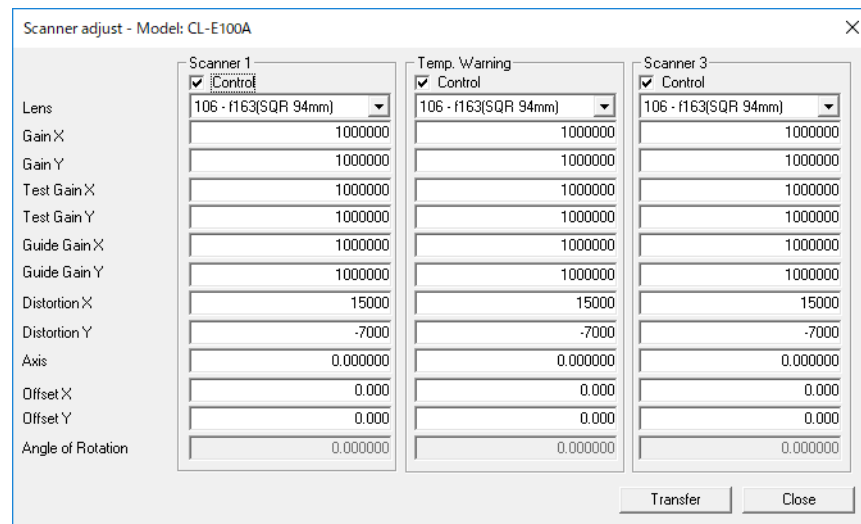 Scanner adjust - Model: CL-E100A
Scanner 1 Temp. Warning Scanner 3
Control Control Control
Lens 106 - f163(SQR 94mm) 106 - f163(SQR 94mm) 106 - f163(SQR 94mm)
Gain X 1000000 1000000 1000000
Gain Y 1000000 1000000 1000000
Test Gain X 1000000 1000000 1000000
Test Gain Y 1000000 1000000 1000000
Guide Gain X 1000000 1000000 1000000
Guide Gain Y 1000000 1000000 1000000
Distortion X 15000 15000 15000
Distortion Y -7000 -7000 -7000
Axis 0.000000 0.000000 0.000000
Offset X 0.000 0.000 0.000
Offset Y 0.000 0.000 0.000
Angle of Rotation 0.000000 0.000000 0.000000
Transfer Close